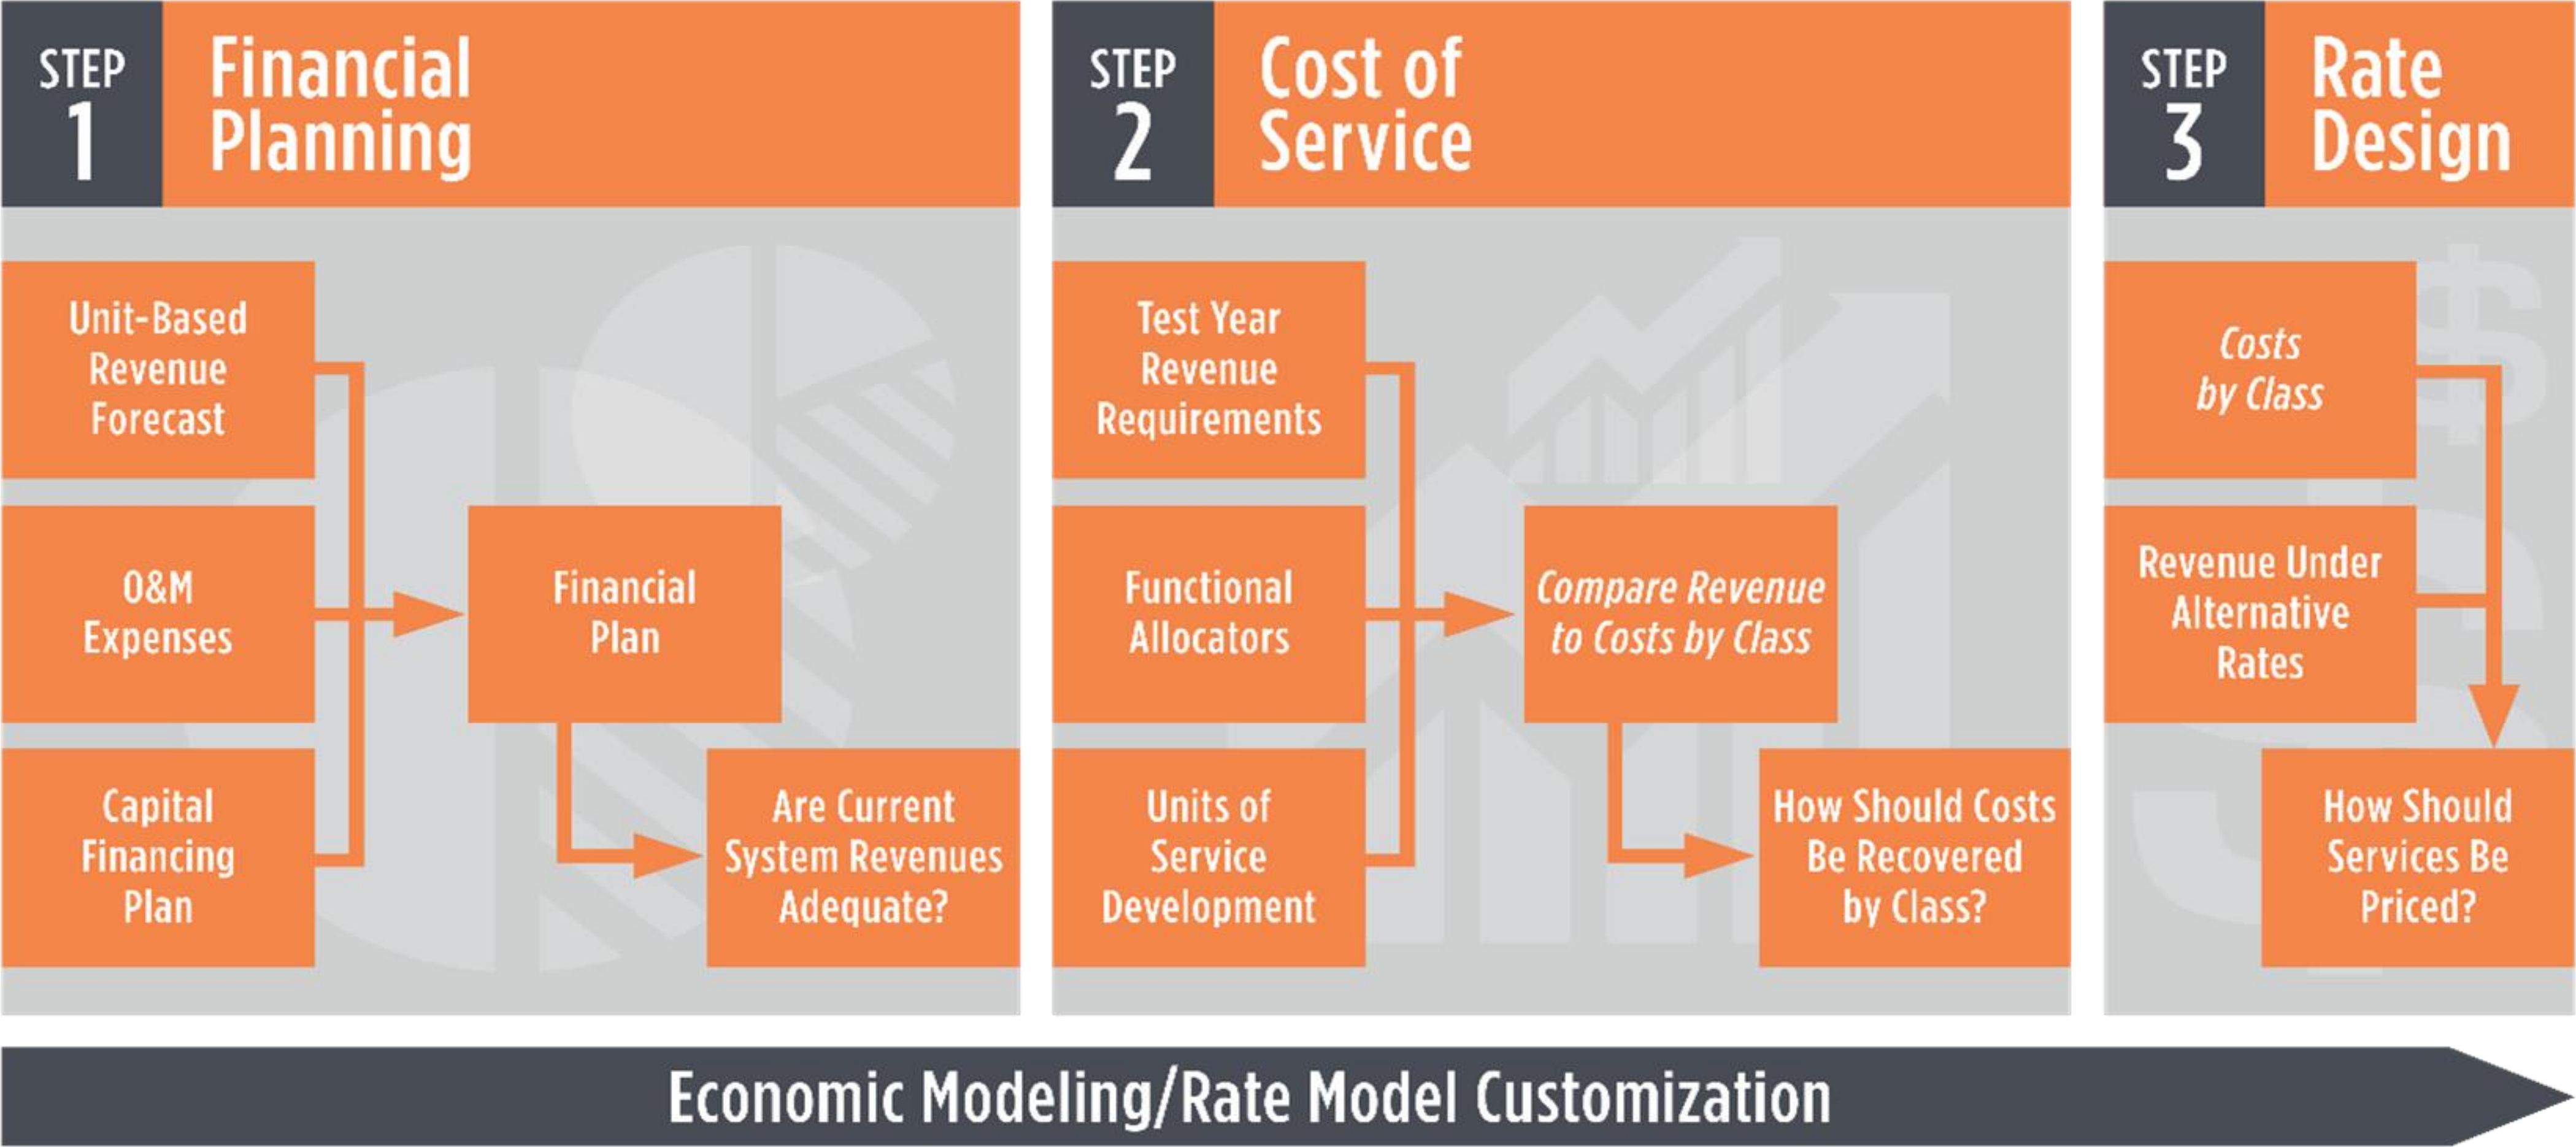 STEP
1
Financial
Planning
Unit-Based
Revenue
Forecast
O&M
Expenses
Capital
Financing
Plan
Financial
Plan
Are Current
System Revenues
Adequate?
STEP
2
Cost of
Service
Test Year
Revenue
Requirements
Functional
Allocators
Units of
Service
Development
Compare Revenue
to Costs by Class
How Should Costs
Be Recovered
by Class?
STEP
3
Rate
Design
Costs
by Class
Revenue Under
Alternative
Rates
How Should
Services Be
Priced?
Economic Modeling/Rate Model Customization